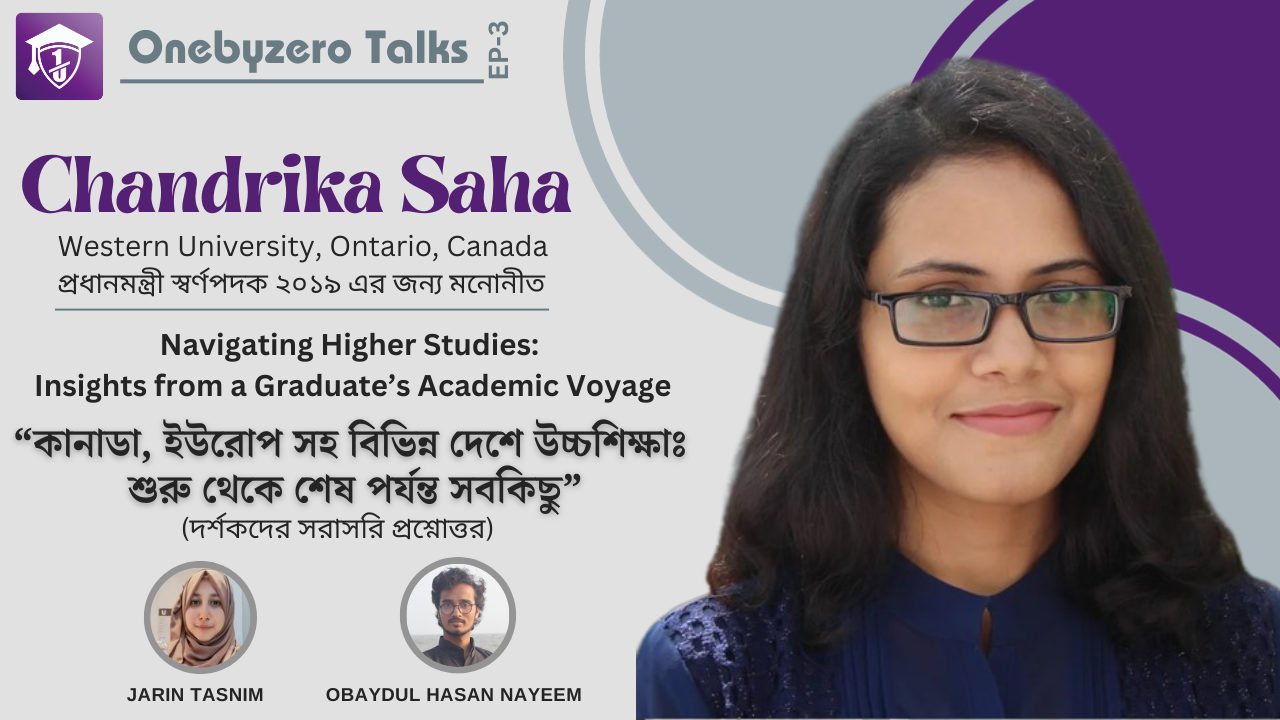 Onebyzero Talks
EP-3
Chandrika Saha
Western University, Ontario, Canada
প্রধানমন্ত্রী স্বর্ণপদক ২০১৯ এর জন্য মনোনীত
Navigating Higher Studies:
Insights from a Graduate’s Academic Voyage
“কানাডা, ইউরোপ সহ বিভিন্ন দেশে উচ্চশিক্ষাঃ
শুরু থেকে শেষ পর্যন্ত সবকিছু”
(দর্শকদের সরাসরি প্রশ্নোত্তর)
JARIN TASNIM
OBAYDUL HASAN NAYEEM